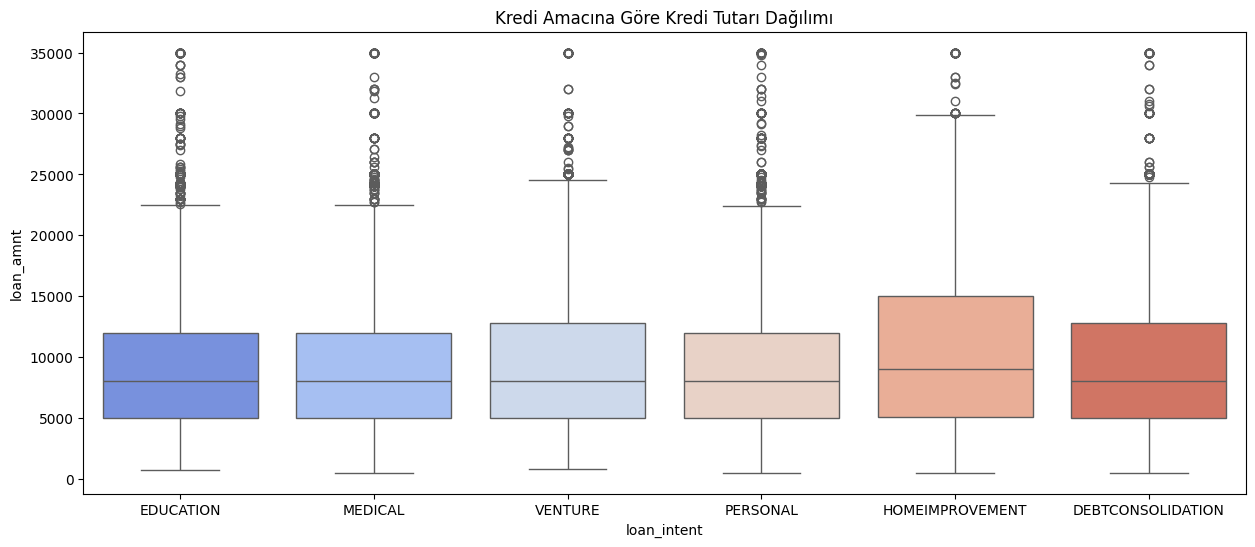 Kredi Amacına Göre Kredi Tutarı Dağılımı
loan_amnt
35000
30000
25000
20000
15000
10000
5000
0
EDUCATION MEDICAL VENTURE PERSONAL HOMEIMPROVEMENT DEBTCONSOLIDATION
loan_intent